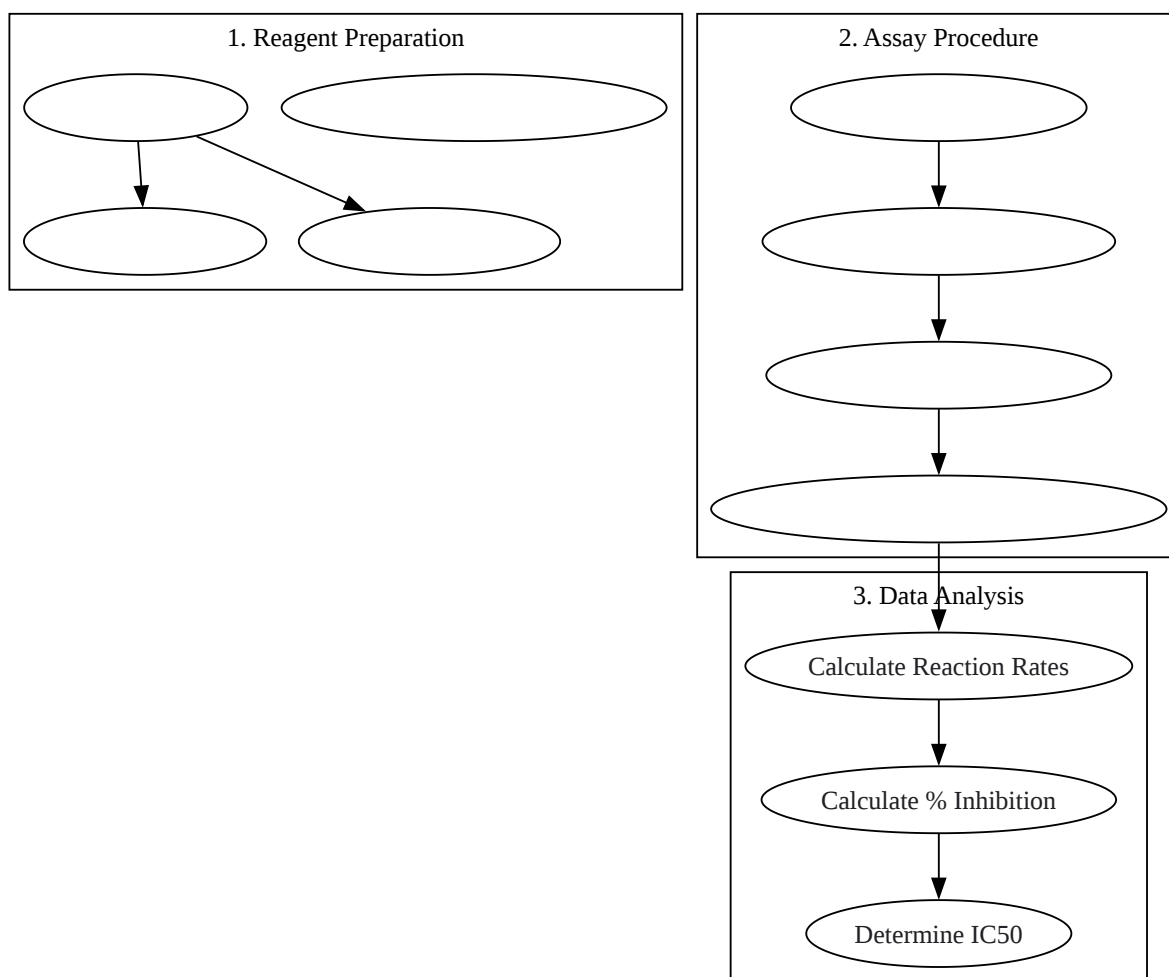 1. Reagent Preparation
2. Assay Procedure
3. Data Analysis
Calculate Reaction Rates
Calculate % Inhibition
Determine IC50